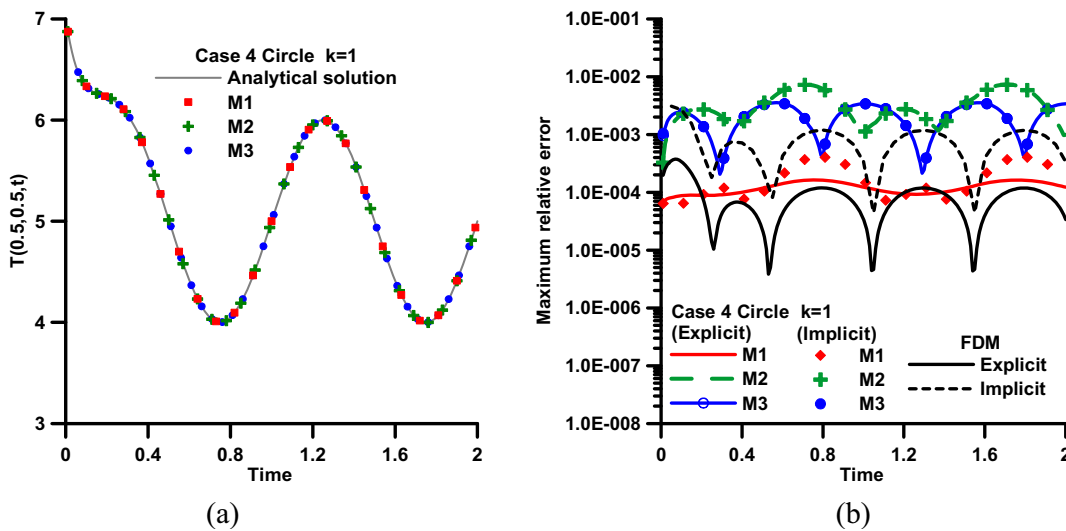 7
6
5
4
3
T(0.5,0.5,t)
Case 4 Circle k=1
Analytical solution
M1
M2
M3
0 0.4 0.8 1.2 1.6 2
Time
(a)
1.0E-001
1.0E-002
1.0E-003
1.0E-004
1.0E-005
1.0E-006
1.0E-007
1.0E-008
Maximum relative error
Case 4 Circle k=1
(Explicit) (Implicit) FDM
M1 M1 Explicit
M2 M2 Implicit
M3 M3
0 0.4 0.8 1.2 1.6 2
Time
(b)